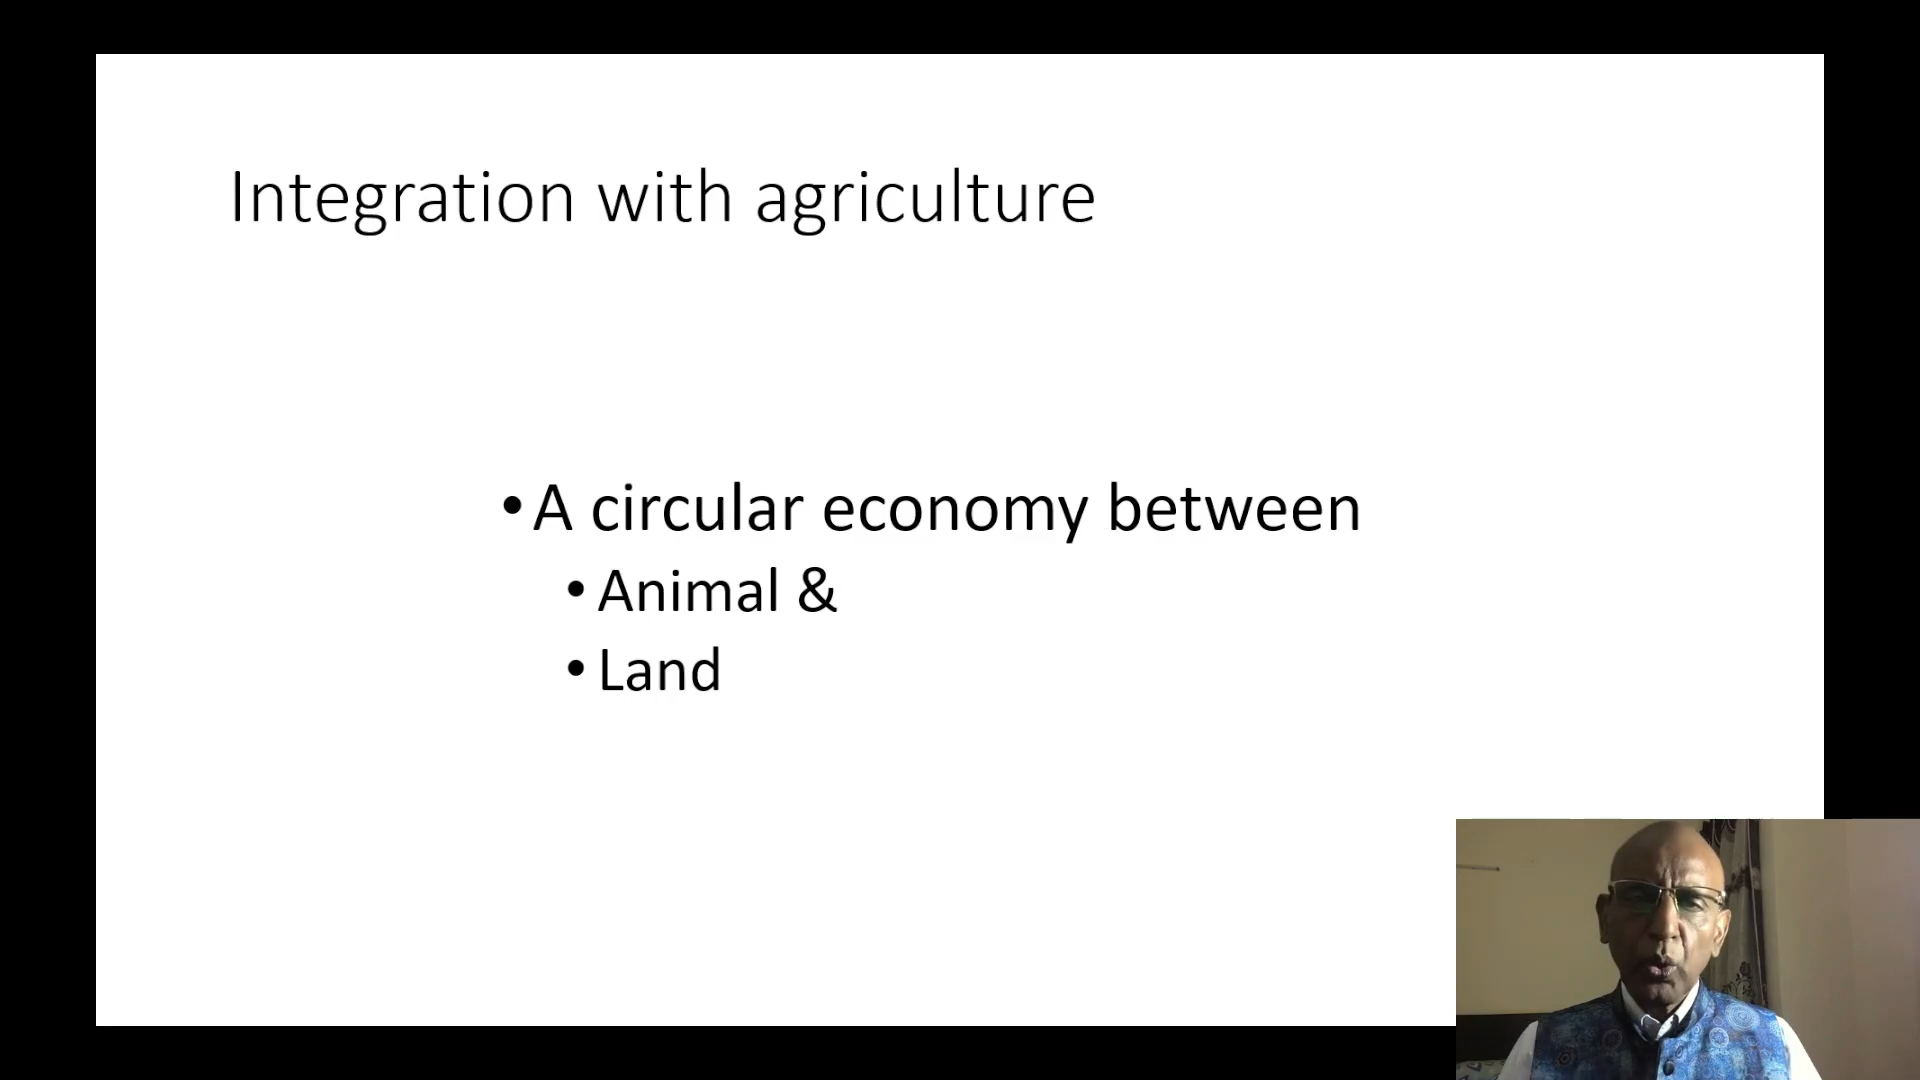 Integration with agriculture
• A circular economy between
• Animal &
• Land